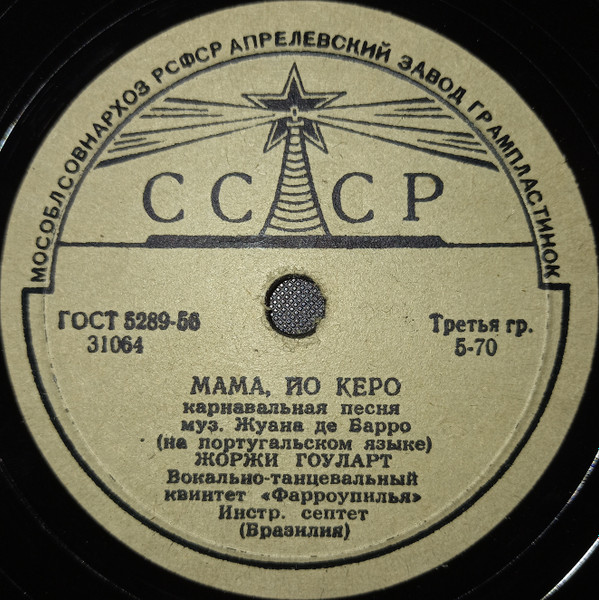 МОСОБЛСОВНАРХОЗ РСФСР АПРЕЛЕВСКИЙ ЗАВОД ГРАМПЛАСТИНОК
СССР
ГОСТ 5289-56
31064
Третья гр.
5-70
МАМА, ЙО КЕРО
карнавальная песня
муз. Жуана де Барро
(на португальском языке)
ЖОРЖИ ГОУЛАРТ
Вокально-танцевальный
квинтет «Фарроупилья»
Инстр. септет
(Бразилия)